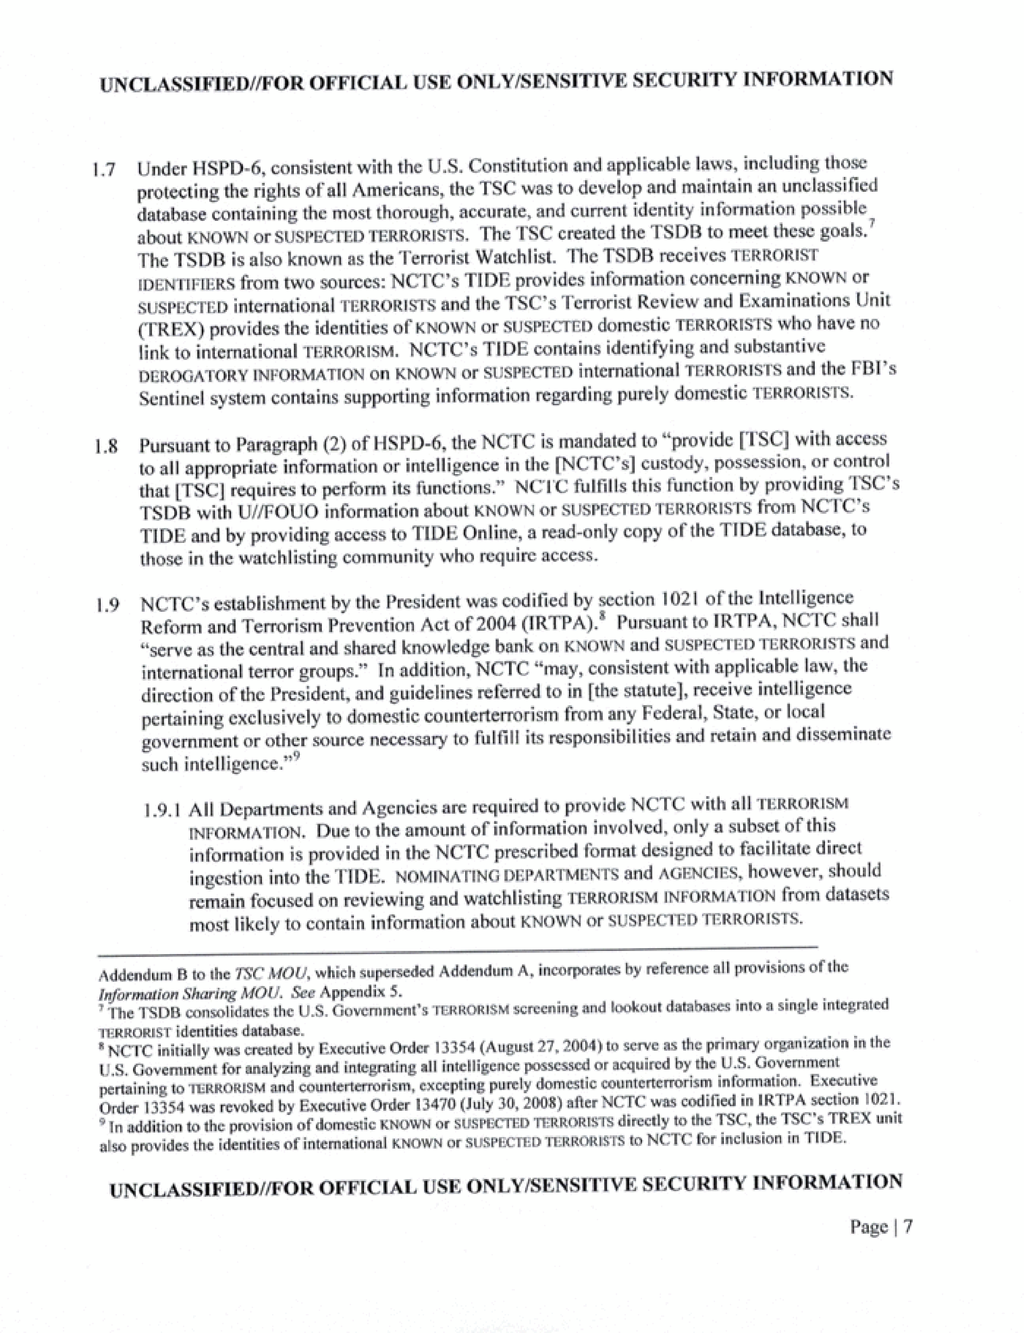 UNCLASSIFIED//FOR OFFICIAL USE ONLY/SENSITIVE SECURITY INFORMATION
1.7 Under HSPD-6, consistent with the U.S. Constitution and applicable laws, including those
protecting the rights of all Americans, the TSC was to develop and maintain an unclassified
database containing the most thorough, accurate, and current identity information possible
about KNOWN or SUSPECTED TERRORISTS. The TSC created the TSDB to meet these goals.⁷
The TSDB is also known as the Terrorist Watchlist. The TSDB receives TERRORIST
IDENTIFIERS from two sources: NCTC's TIDE provides information concerning KNOWN or
SUSPECTED international TERRORISTS and the TSC's Terrorist Review and Examinations Unit
(TREX) provides the identities of KNOWN or SUSPECTED domestic TERRORISTS who have no
link to international TERRORISM. NCTC's TIDE contains identifying and substantive
DEROGATORY INFORMATION on KNOWN or SUSPECTED international TERRORISTS and the FBI's
Sentinel system contains supporting information regarding purely domestic TERRORISTS.
1.8 Pursuant to Paragraph (2) of HSPD-6, the NCTC is mandated to "provide [TSC] with access
to all appropriate information or intelligence in the [NCTC's] custody, possession, or control
that [TSC] requires to perform its functions." NCTC fulfills this function by providing TSC's
TSDB with U//FOUO information about KNOWN or SUSPECTED TERRORISTS from NCTC's
TIDE and by providing access to TIDE Online, a read-only copy of the TIDE database, to
those in the watchlisting community who require access.
1.9 NCTC's establishment by the President was codified by section 1021 of the Intelligence
Reform and Terrorism Prevention Act of 2004 (IRTPA).⁸ Pursuant to IRTPA, NCTC shall
"serve as the central and shared knowledge bank on KNOWN and SUSPECTED TERRORISTS and
international terror groups." In addition, NCTC "may, consistent with applicable law, the
direction of the President, and guidelines referred to in [the statute], receive intelligence
pertaining exclusively to domestic counterterrorism from any Federal, State, or local
government or other source necessary to fulfill its responsibilities and retain and disseminate
such intelligence."⁹
1.9.1 All Departments and Agencies are required to provide NCTC with all TERRORISM
INFORMATION. Due to the amount of information involved, only a subset of this
information is provided in the NCTC prescribed format designed to facilitate direct
ingestion into the TIDE. NOMINATING DEPARTMENTS and AGENCIES, however, should
remain focused on reviewing and watchlisting TERRORISM INFORMATION from datasets
most likely to contain information about KNOWN or SUSPECTED TERRORISTS.
Addendum B to the TSC MOU, which superseded Addendum A, incorporates by reference all provisions of the
Information Sharing MOU. See Appendix 5.
⁷ The TSDB consolidates the U.S. Government's TERRORISM screening and lookout databases into a single integrated
TERRORIST identities database.
⁸ NCTC initially was created by Executive Order 13354 (August 27, 2004) to serve as the primary organization in the
U.S. Government for analyzing and integrating all intelligence possessed or acquired by the U.S. Government
pertaining to TERRORISM and counterterrorism, excepting purely domestic counterterrorism information. Executive
Order 13354 was revoked by Executive Order 13470 (July 30, 2008) after NCTC was codified in IRTPA section 1021.
⁹ In addition to the provision of domestic KNOWN or SUSPECTED TERRORISTS directly to the TSC, the TSC's TREX unit
also provides the identities of international KNOWN or SUSPECTED TERRORISTS to NCTC for inclusion in TIDE.
UNCLASSIFIED//FOR OFFICIAL USE ONLY/SENSITIVE SECURITY INFORMATION
Page | 7